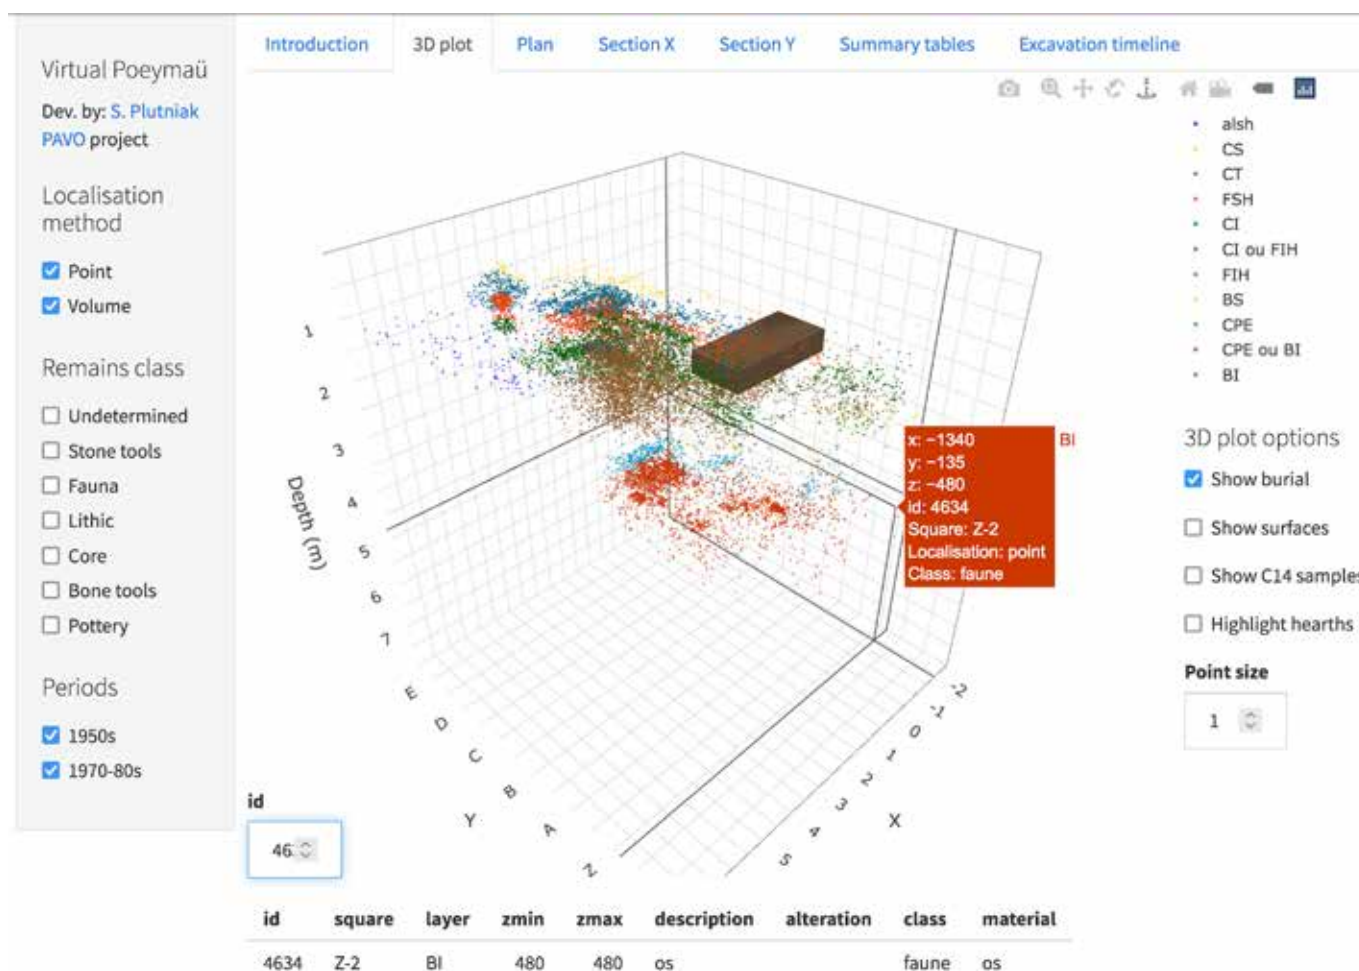 Introduction 3D plot Plan Section X Section Y Summary tables Excavation timeline
Virtual Poeymaü
Dev. by: S. Plutniak
PAVO project
Localisation
method
Point
Volume
Remains class
Undetermined
Stone tools
Fauna
Lithic
Core
Bone tools
Pottery
Periods
1950s
1970-80s
1
2
3
4
5
6
7
Depth (m)
E
D
C
B
A
Z
Y
-2
-1
0
1
2
3
4
5
X
x: −1340
y: −135
z: −480
id: 4634
Square: Z-2
Localisation: point
Class: faune
BI
alsh
CS
CT
FSH
CI
CI ou FIH
FIH
BS
CPE
CPE ou BI
BI
3D plot options
Show burial
Show surfaces
Show C14 samples
Highlight hearths
Point size
1
id
46
id square layer zmin zmax description alteration class material
4634 Z-2 BI 480 480 os faune os